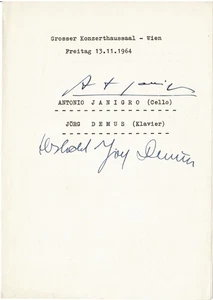 Grosser Konzerthaussaal - Wien
Freitag 13.11.1964
ANTONIO JANIGRO (Cello)
JÖRG DEMUS (Klavier)
Jörg Demus